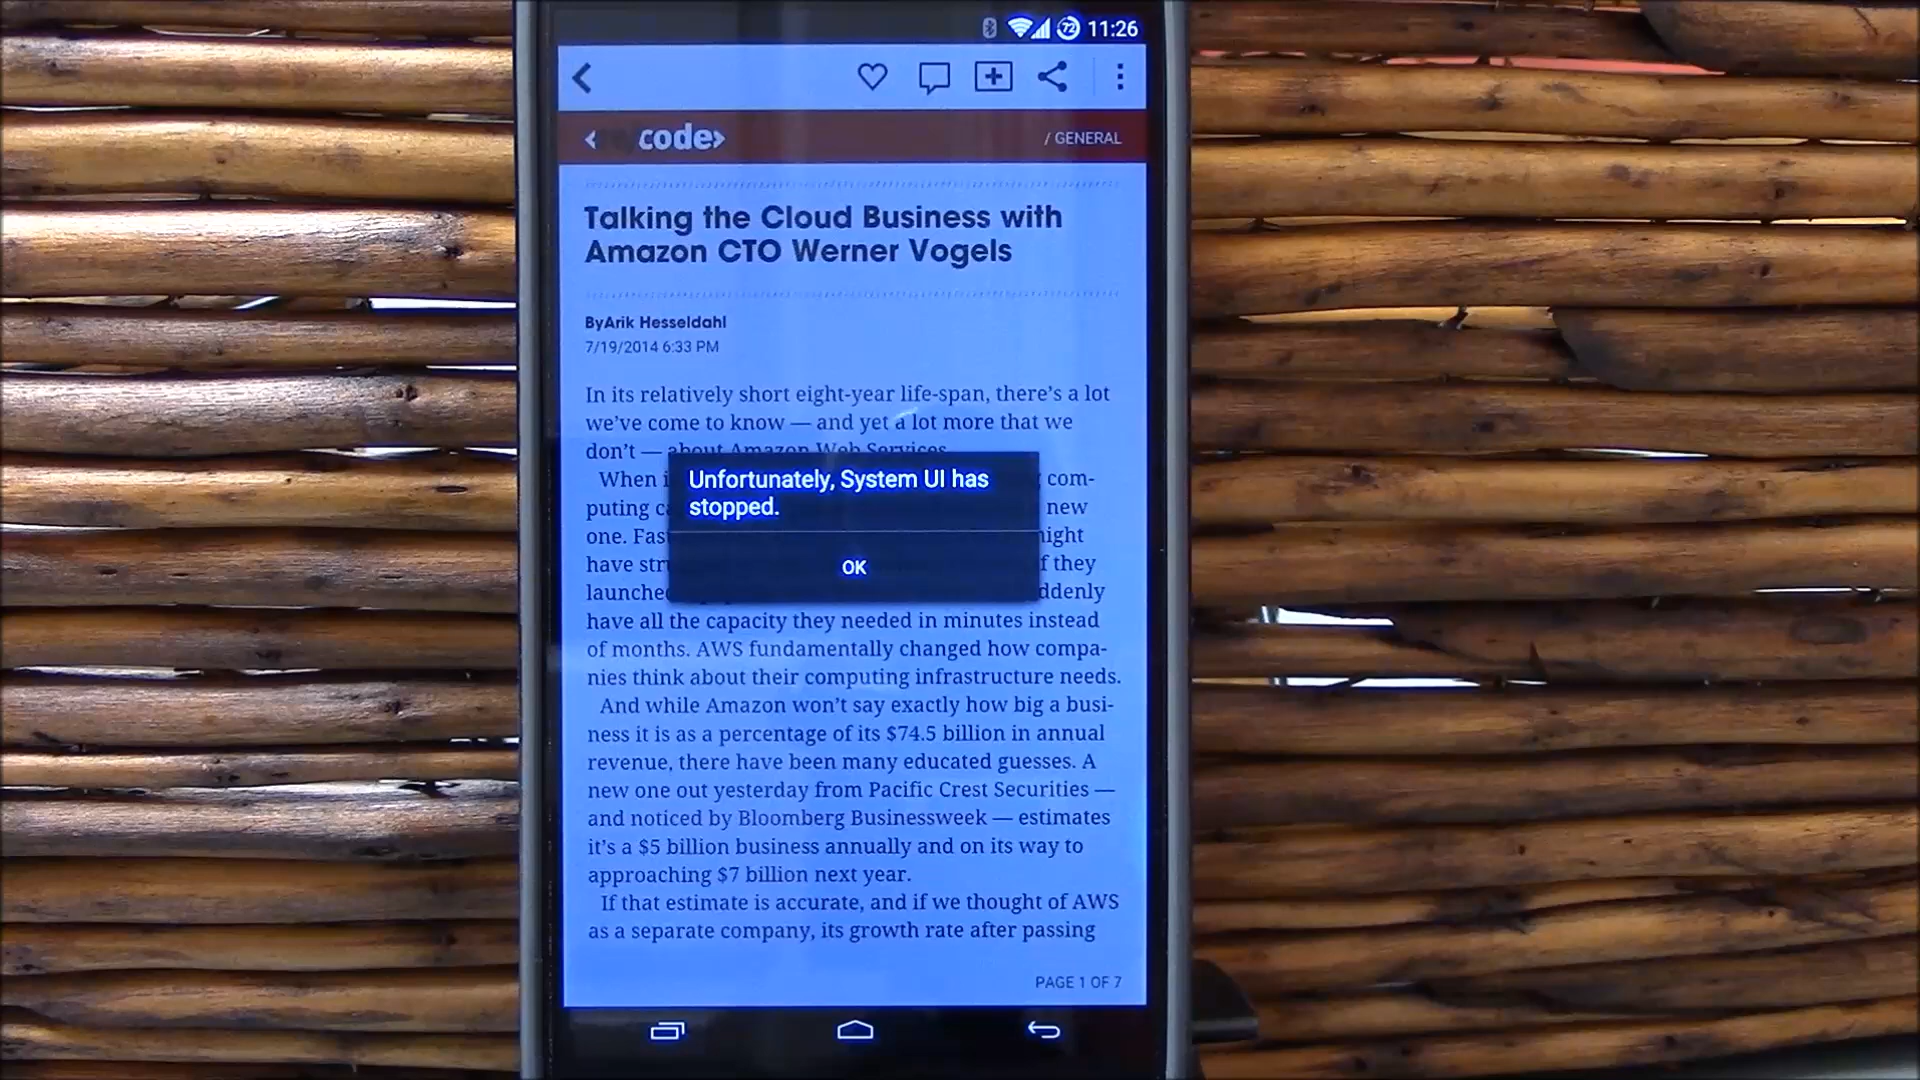 72 11:26
<code>
/ GENERAL
Talking the Cloud Business with
Amazon CTO Werner Vogels
ByArik Hesseldahl
7/19/2014 6:33 PM
In its relatively short eight-year life-span, there's a lot
we've come to know — and yet a lot more that we
don't — about Amazon Web Services.
When com-
puting new
one.
have f they
have all the capacity they needed in minutes instead
of months. AWS fundamentally changed how compa-
nies think about their computing infrastructure needs.
And while Amazon won't say exactly how big a busi-
ness it is as a percentage of its $74.5 billion in annual
revenue, there have been many educated guesses. A
new one out yesterday from Pacific Crest Securities —
and noticed by Bloomberg Businessweek — estimates
it's a $5 billion business annually and on its way to
approaching $7 billion next year.
If that estimate is accurate, and if we thought of AWS
as a separate company, its growth rate after passing
PAGE 1 OF 7
Unfortunately, System UI has
stopped.
OK